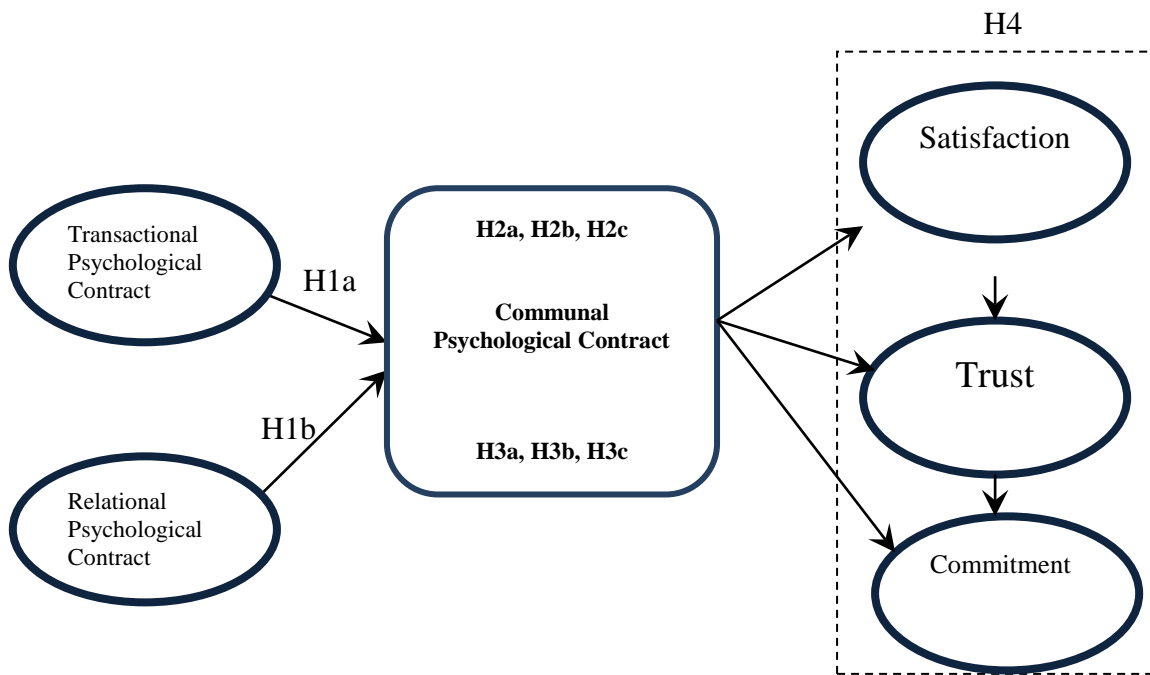 H4
Satisfaction
Transactional
Psychological
Contract
H1a
H2a, H2b, H2c
Communal
Psychological Contract
H3a, H3b, H3c
H1b
Relational
Psychological
Contract
Trust
Commitment